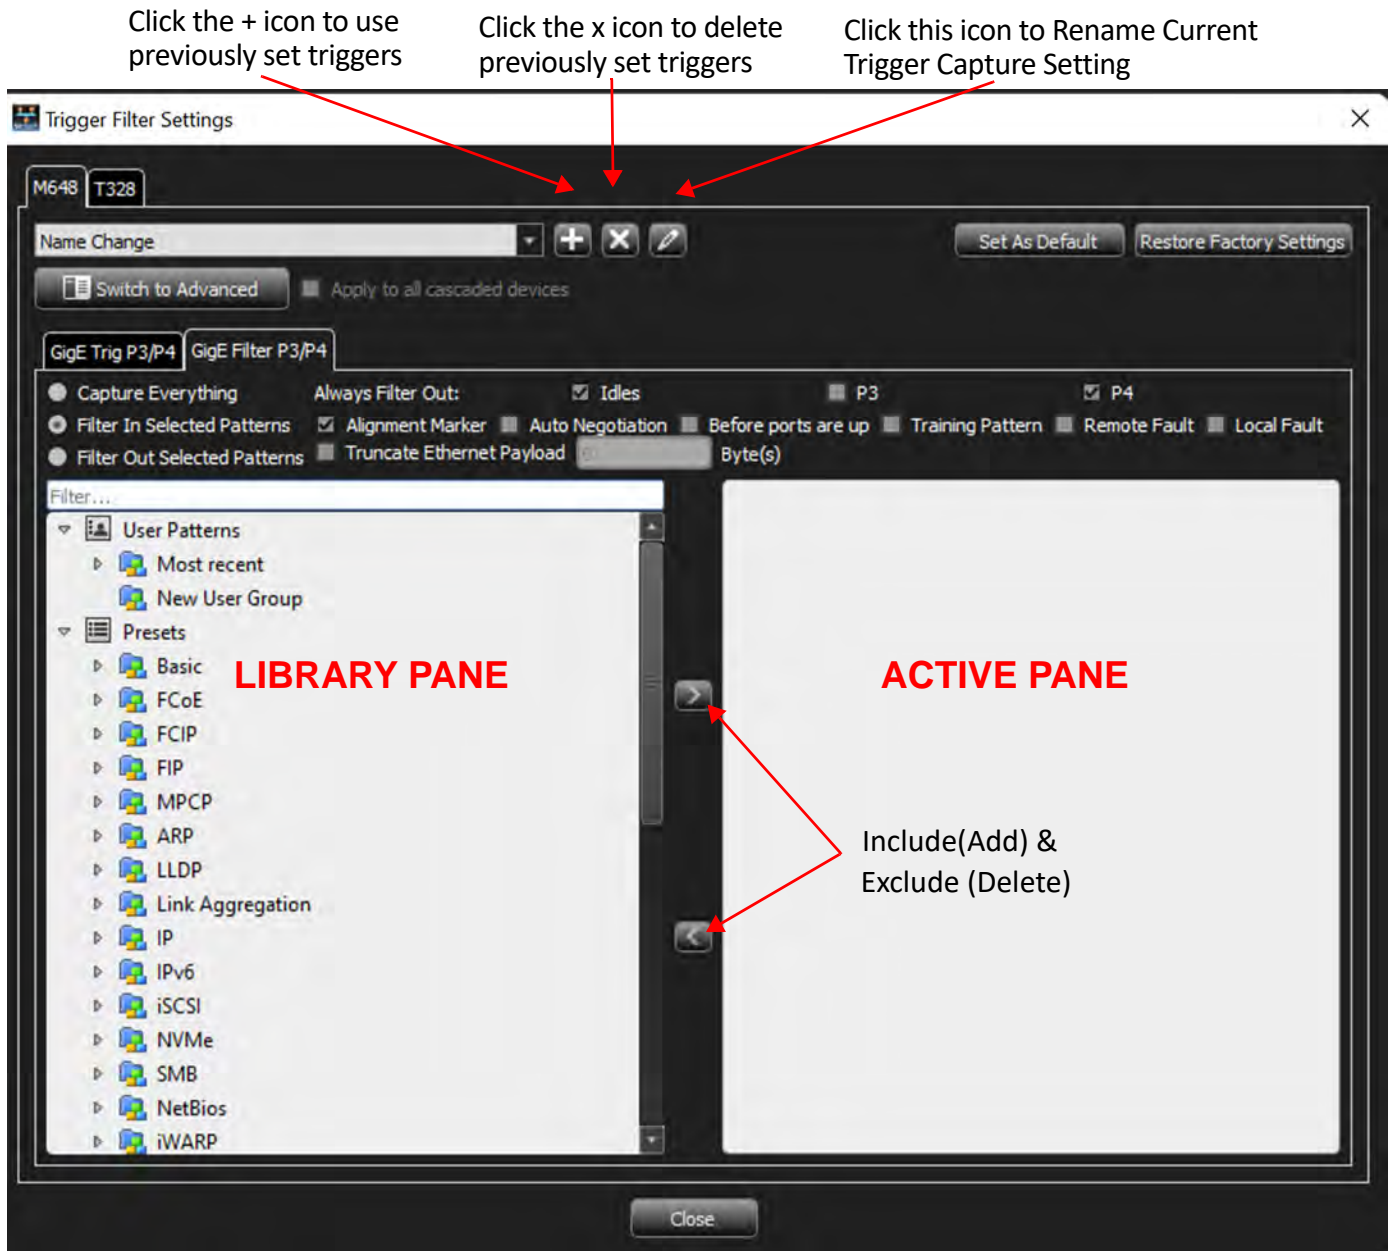 Click the + icon to use
previously set triggers
Click the x icon to delete
previously set triggers
Click this icon to Rename Current
Trigger Capture Setting
Trigger Filter Settings
M648 T328
Name Change
Set As Default Restore Factory Settings
Switch to Advanced Apply to all cascaded devices
GigE Trig P3/P4 GigE Filter P3/P4
Capture Everything Always Filter Out: Idles P3 P4
Filter In Selected Patterns Alignment Marker Auto Negotiation Before ports are up Training Pattern Remote Fault Local Fault
Filter Out Selected Patterns Truncate Ethernet Payload Byte(s)
Filter...
User Patterns
Most recent
New User Group
Presets
Basic
FCoE
FCIP
FIP
MPCP
ARP
LLDP
Link Aggregation
IP
IPv6
iSCSI
NVMe
SMB
NetBios
iWARP
LIBRARY PANE
ACTIVE PANE
Include(Add) &
Exclude (Delete)
Close